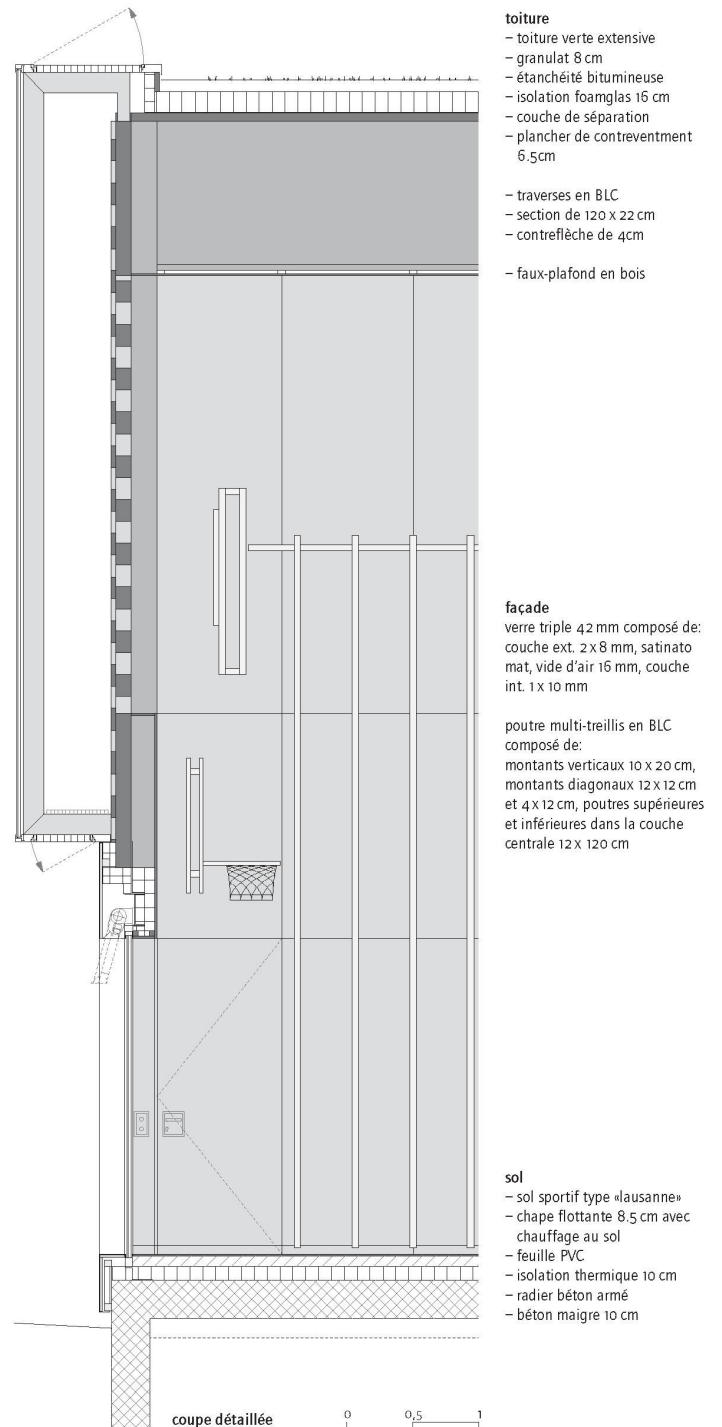 toiture
– toiture verte extensive
– granulat 8 cm
– étanchéité bitumineuse
– isolation foamglas 16 cm
– couche de séparation
– plancher de contreventment
6.5cm
– traverses en BLC
– section de 120 x 22 cm
– contreflèche de 4cm
– faux-plafond en bois
façade
verre triple 42 mm composé de:
couche ext. 2 x 8 mm, satinato
mat, vide d'air 16 mm, couche
int. 1 x 10 mm
poutre multi-treillis en BLC
composé de:
montants verticaux 10 x 20 cm,
montants diagonaux 12 x 12 cm
et 4 x 12 cm, poutres supérieures
et inférieures dans la couche
centrale 12 x 120 cm
sol
– sol sportif type «lausanne»
– chape flottante 8.5 cm avec
chauffage au sol
– feuille PVC
– isolation thermique 10 cm
– radier béton armé
– béton maigre 10 cm
coupe détaillée
0 0,5 1